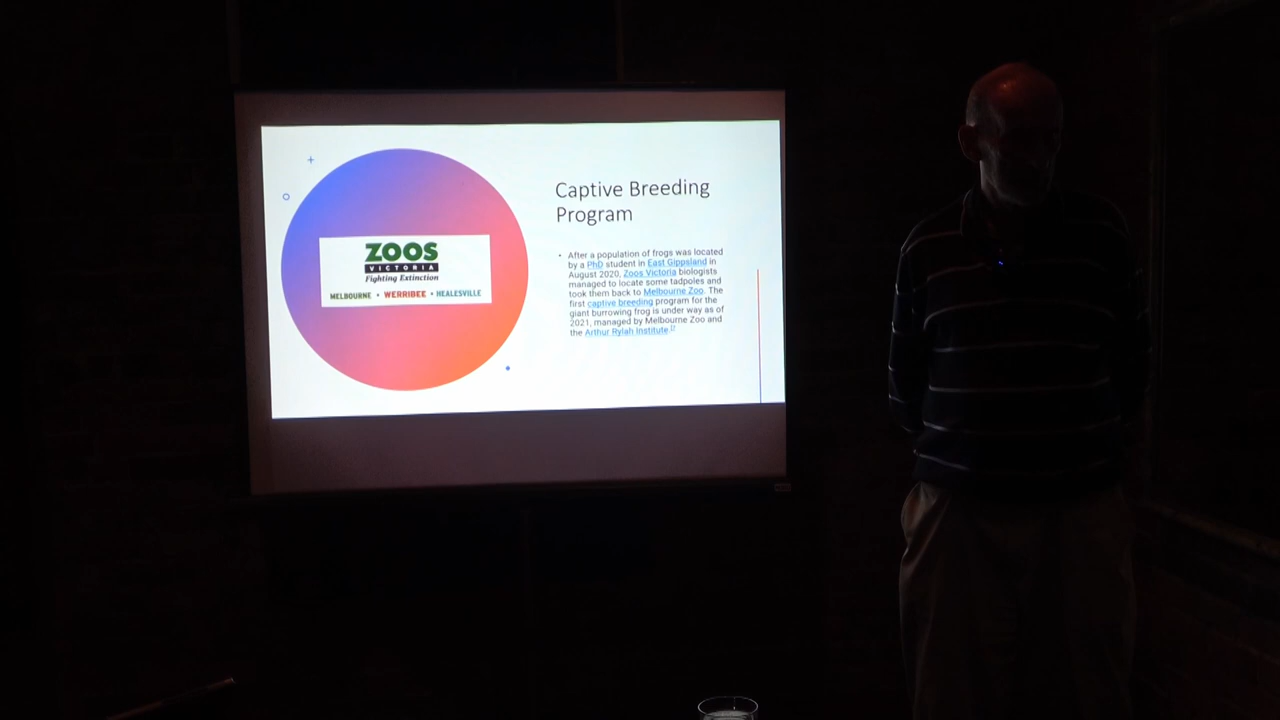 ZOOS
VICTORIA
Fighting Extinction
MELBOURNE • WERRIBEE • HEALESVILLE
Captive Breeding
Program
• After a population of frogs was located
by a PhD student in East Gippsland in
August 2020, Zoos Victoria biologists
managed to locate some tadpoles and
took them back to Melbourne Zoo. The
first captive breeding program for the
giant burrowing frog is under way as of
2021, managed by Melbourne Zoo and
the Arthur Rylah Institute.